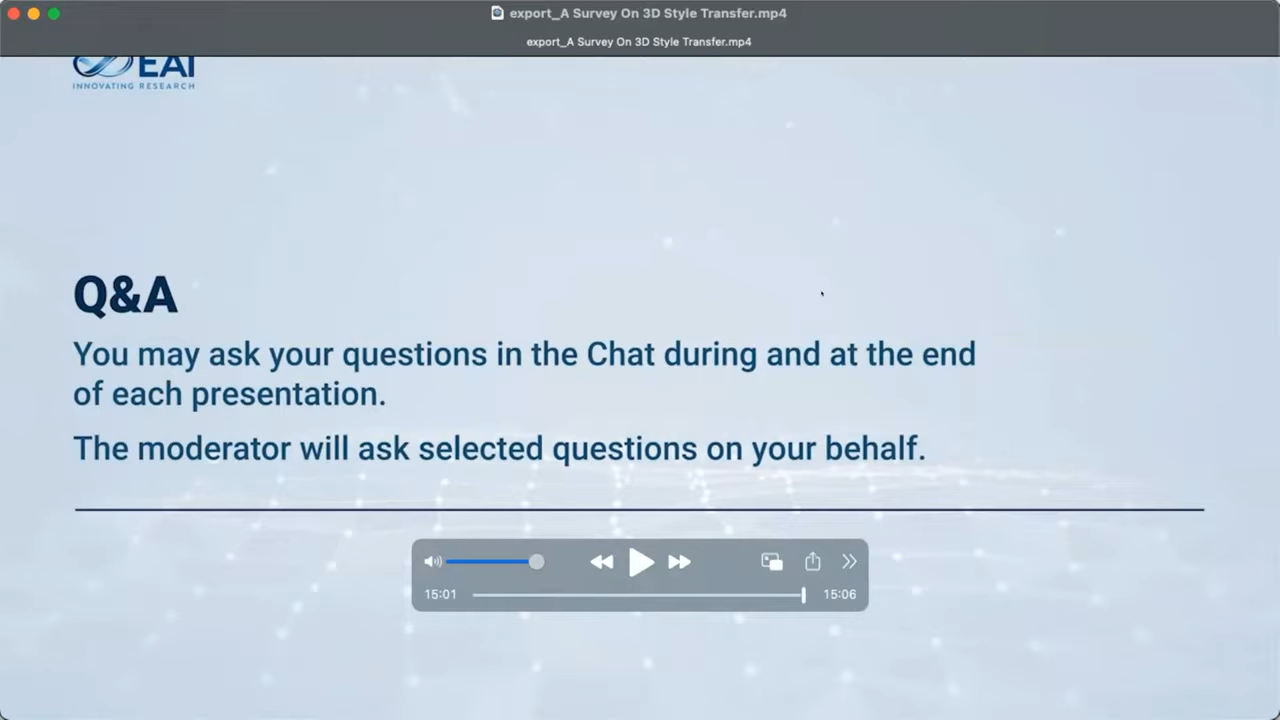 export_A Survey On 3D Style Transfer.mp4
export_A Survey On 3D Style Transfer.mp4
EAI
INNOVATING RESEARCH
Q&A
You may ask your questions in the Chat during and at the end
of each presentation.
The moderator will ask selected questions on your behalf.
15:01
15:06